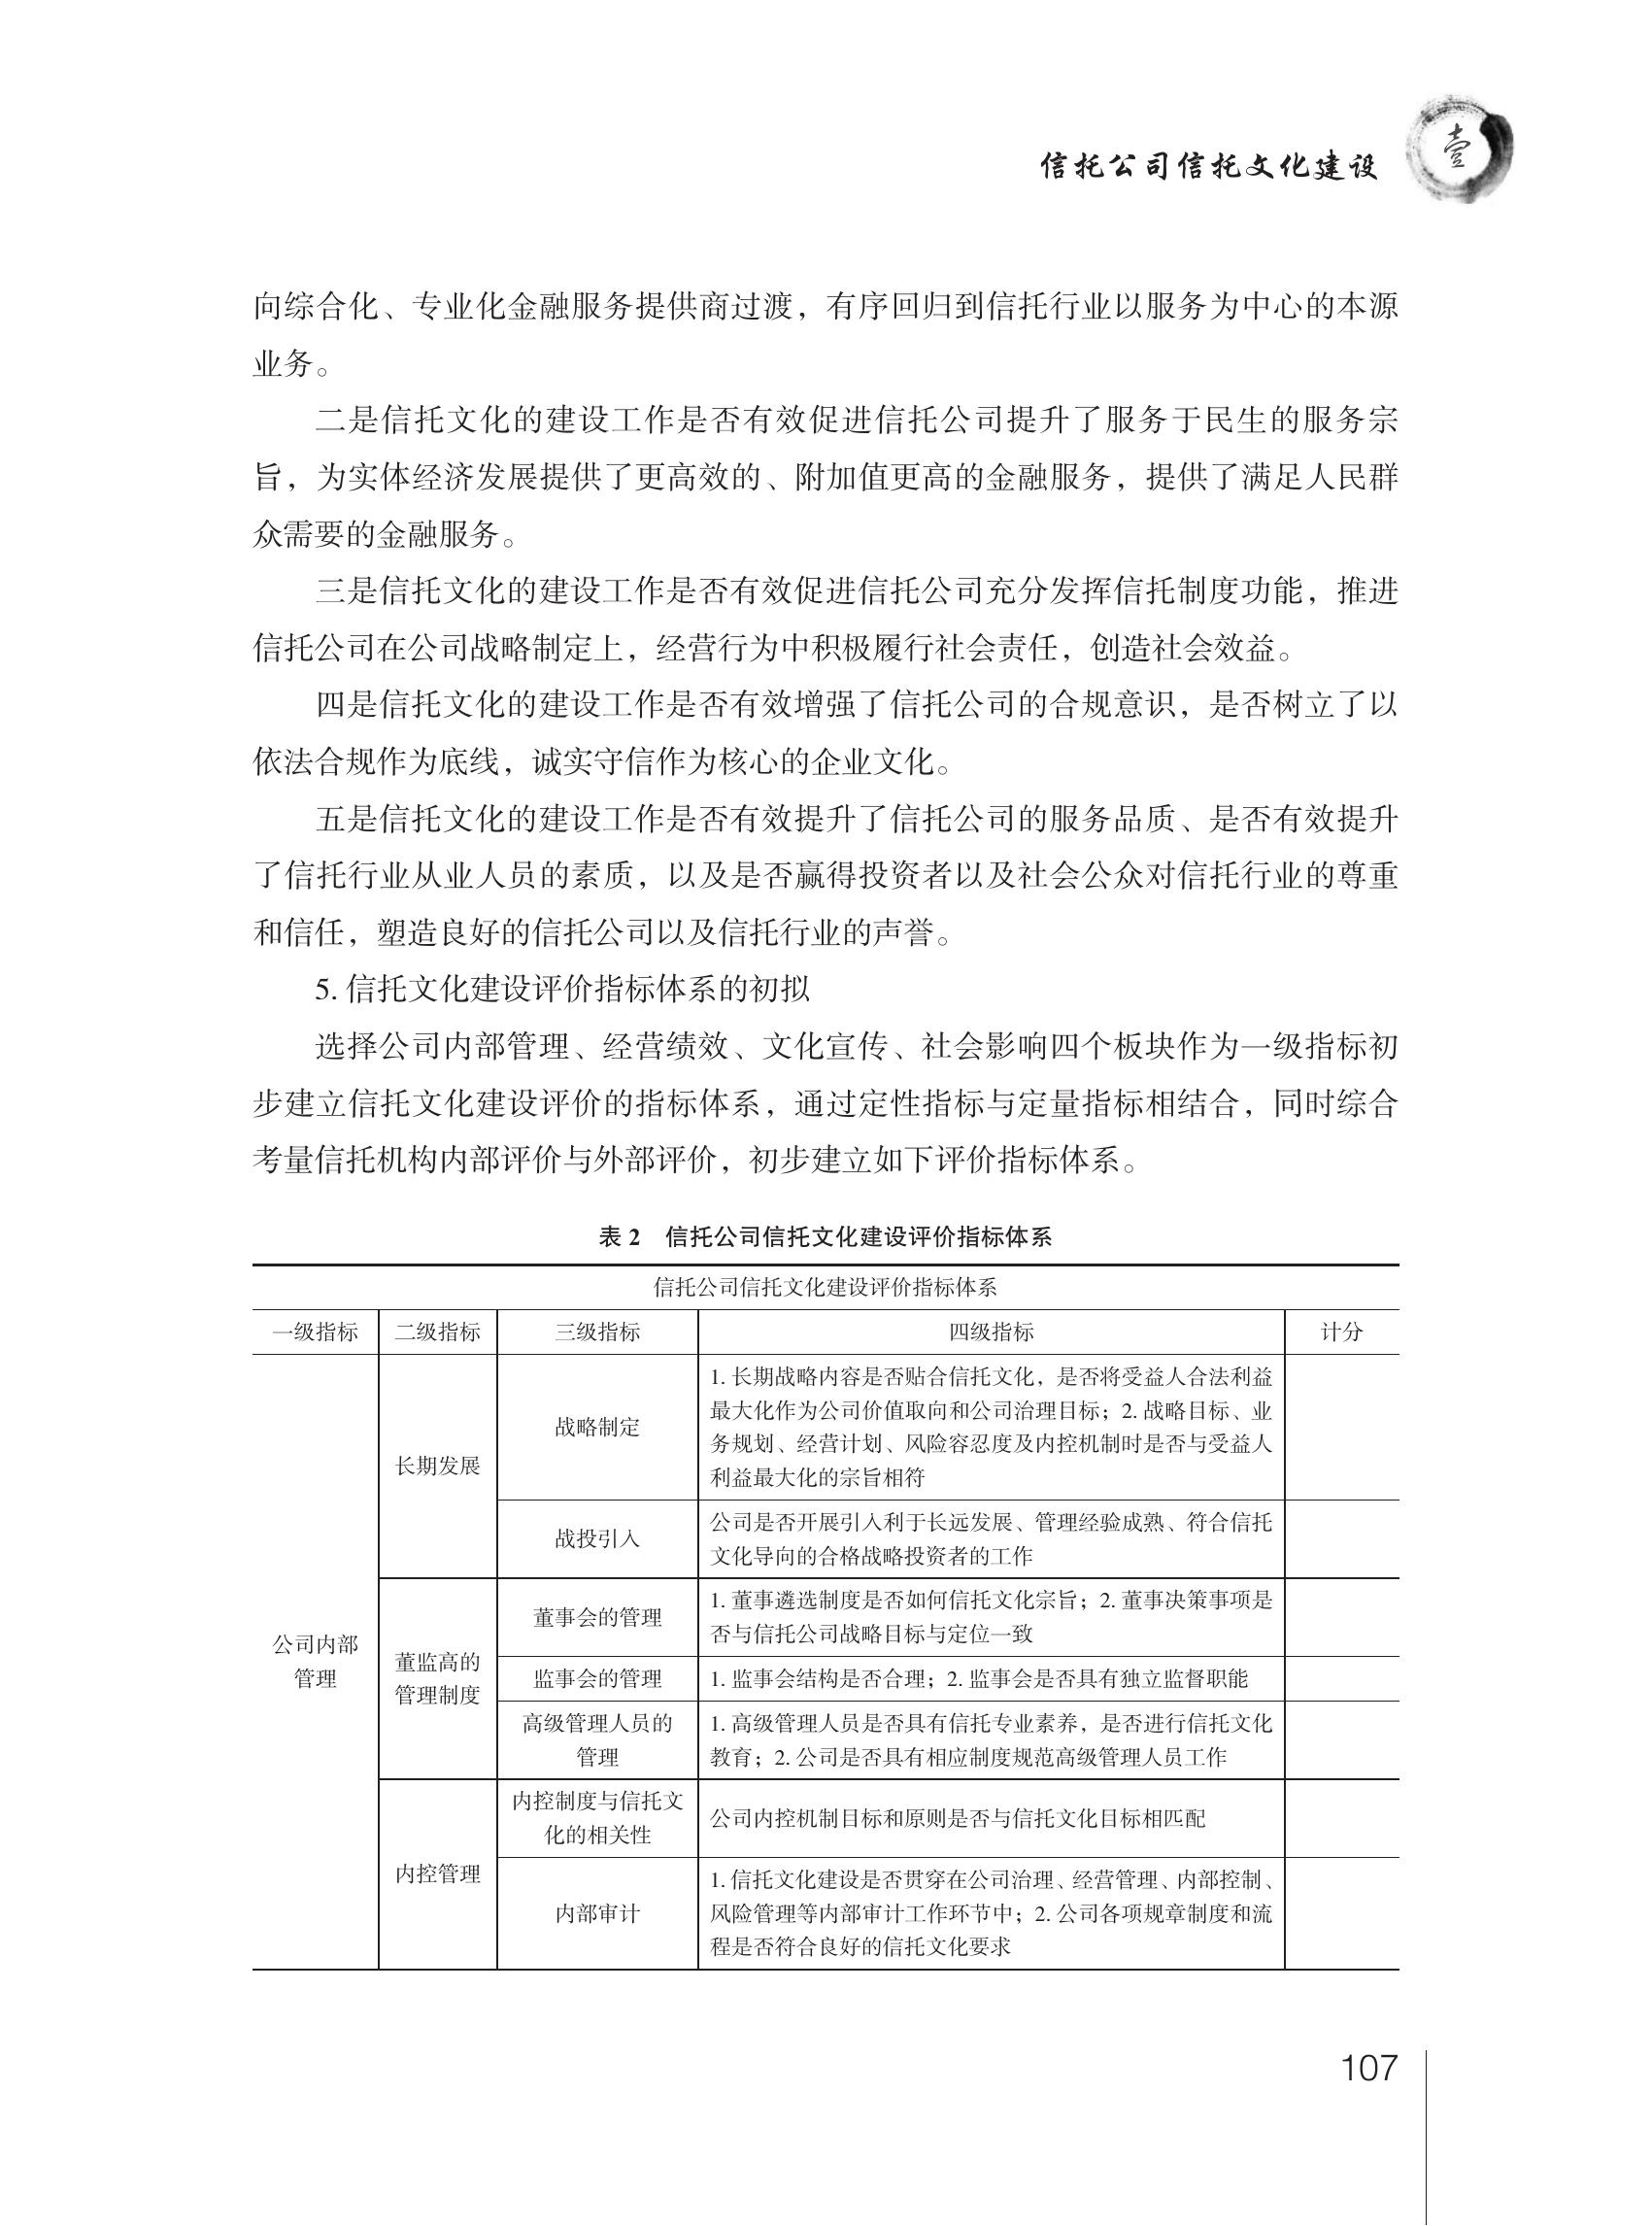 信托公司信托文化建设
壹
向综合化、专业化金融服务提供商过渡，有序回归到信托行业以服务为中心的本源
业务。
二是信托文化的建设工作是否有效促进信托公司提升了服务于民生的服务宗
旨，为实体经济发展提供了更高效的、附加值更高的金融服务，提供了满足人民群
众需要的金融服务。
三是信托文化的建设工作是否有效促进信托公司充分发挥信托制度功能，推进
信托公司在公司战略制定上，经营行为中积极履行社会责任，创造社会效益。
四是信托文化的建设工作是否有效增强了信托公司的合规意识，是否树立了以
依法合规作为底线，诚实守信作为核心的企业文化。
五是信托文化的建设工作是否有效提升了信托公司的服务品质、是否有效提升
了信托行业从业人员的素质，以及是否赢得投资者以及社会公众对信托行业的尊重
和信任，塑造良好的信托公司以及信托行业的声誉。
5. 信托文化建设评价指标体系的初拟
选择公司内部管理、经营绩效、文化宣传、社会影响四个板块作为一级指标初
步建立信托文化建设评价的指标体系，通过定性指标与定量指标相结合，同时综合
考量信托机构内部评价与外部评价，初步建立如下评价指标体系。
表 2　信托公司信托文化建设评价指标体系
信托公司信托文化建设评价指标体系
一级指标 二级指标 三级指标 四级指标 计分
公司内部
管理
长期发展
战略制定
1. 长期战略内容是否贴合信托文化，是否将受益人合法利益
最大化作为公司价值取向和公司治理目标；2. 战略目标、业
务规划、经营计划、风险容忍度及内控机制时是否与受益人
利益最大化的宗旨相符
战投引入
公司是否开展引入利于长远发展、管理经验成熟、符合信托
文化导向的合格战略投资者的工作
董监高的
管理制度
董事会的管理
1. 董事遴选制度是否如何信托文化宗旨；2. 董事决策事项是
否与信托公司战略目标与定位一致
监事会的管理
1. 监事会结构是否合理；2. 监事会是否具有独立监督职能
高级管理人员的
管理
1. 高级管理人员是否具有信托专业素养，是否进行信托文化
教育；2. 公司是否具有相应制度规范高级管理人员工作
内控管理
内控制度与信托文
化的相关性
公司内控机制目标和原则是否与信托文化目标相匹配
内部审计
1. 信托文化建设是否贯穿在公司治理、经营管理、内部控制、
风险管理等内部审计工作环节中；2. 公司各项规章制度和流
程是否符合良好的信托文化要求
107